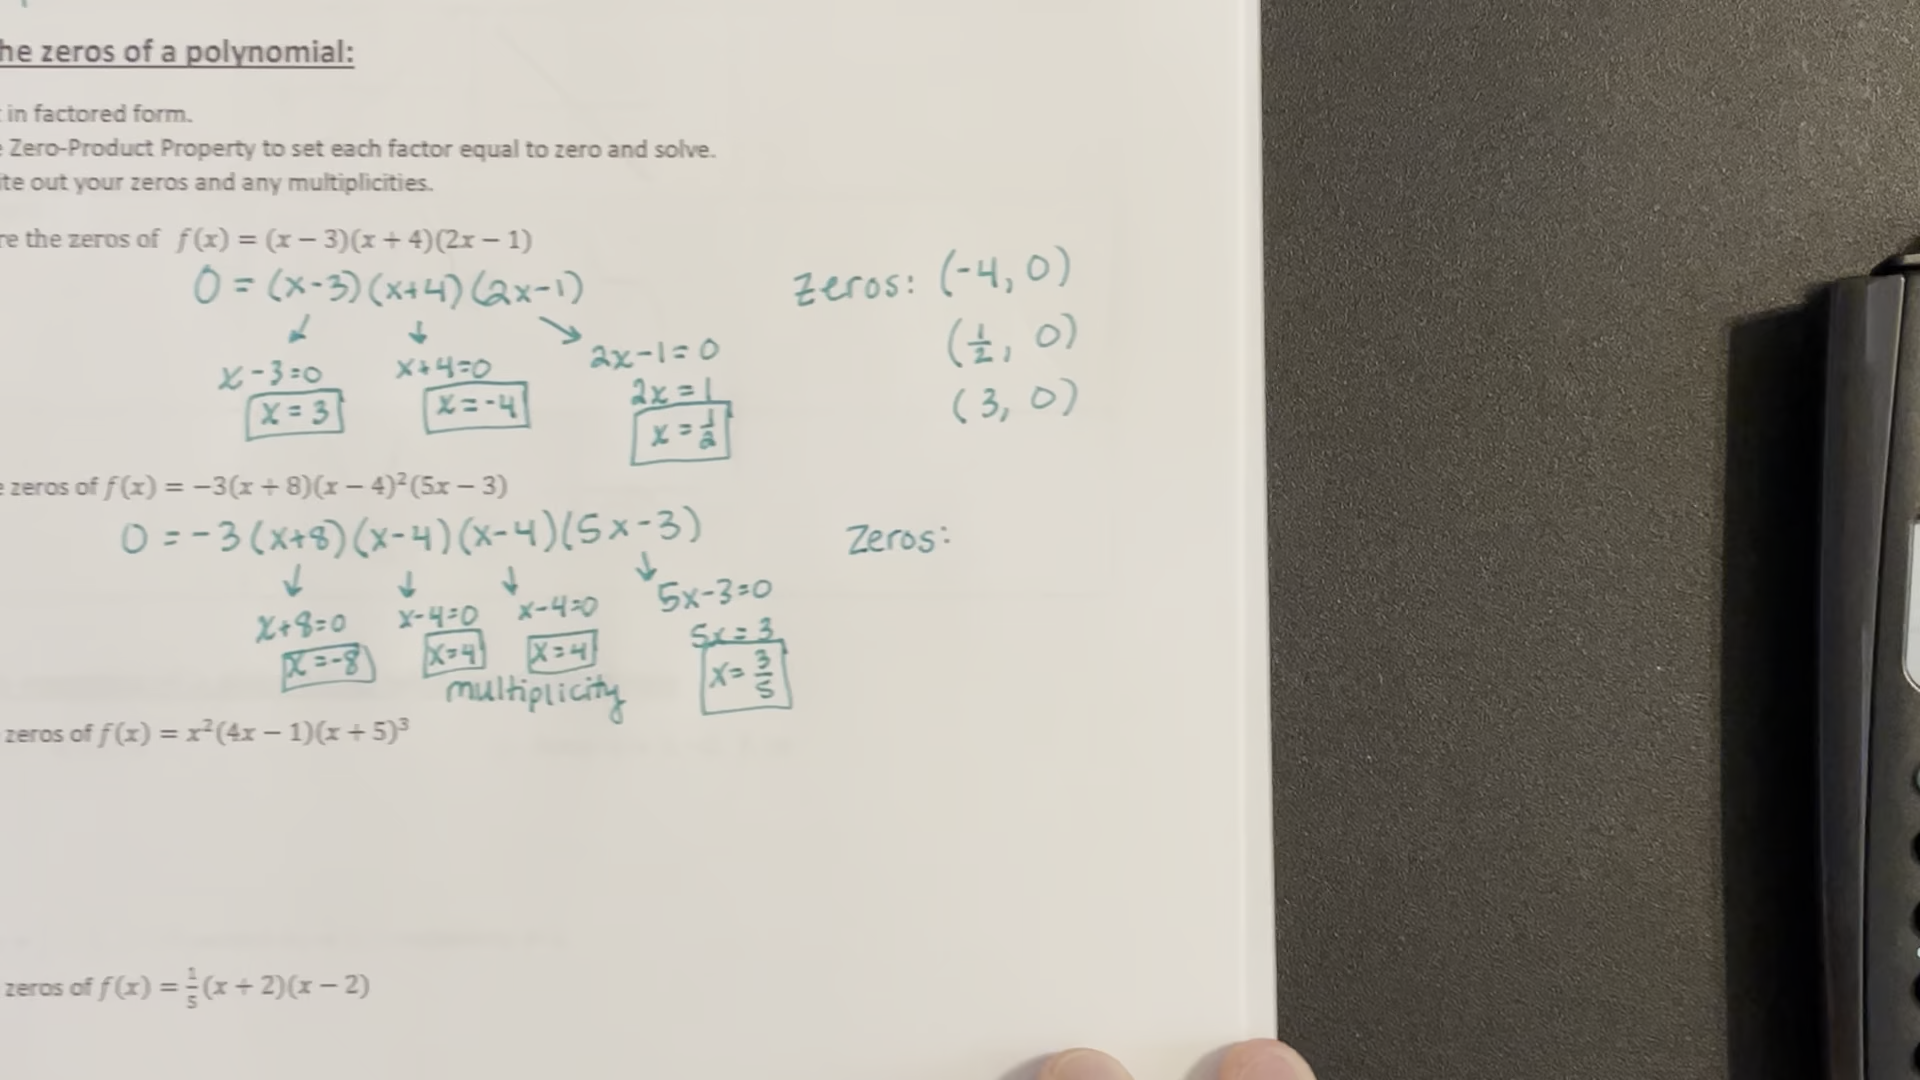 he zeros of a polynomial:
in factored form.
Zero-Product Property to set each factor equal to zero and solve.
ite out your zeros and any multiplicities.
re the zeros of f(x) = (x − 3)(x + 4)(2x − 1)
0 = (x-3)(x+4)(2x-1)
x-3=0 x+4=0 2x-1=0
2x=1
x=3 x=-4 x=1/2
Zeros: (-4, 0)
(1/2, 0)
(3, 0)
zeros of f(x) = −3(x + 8)(x − 4)²(5x − 3)
0 = -3(x+8)(x-4)(x-4)(5x-3)
x+8=0 x-4=0 x-4=0 5x-3=0
5x=3
x=-8 x=4 x=4 x=3/5
multiplicity
Zeros:
zeros of f(x) = x²(4x − 1)(x + 5)³
zeros of f(x) = 1/5(x + 2)(x − 2)